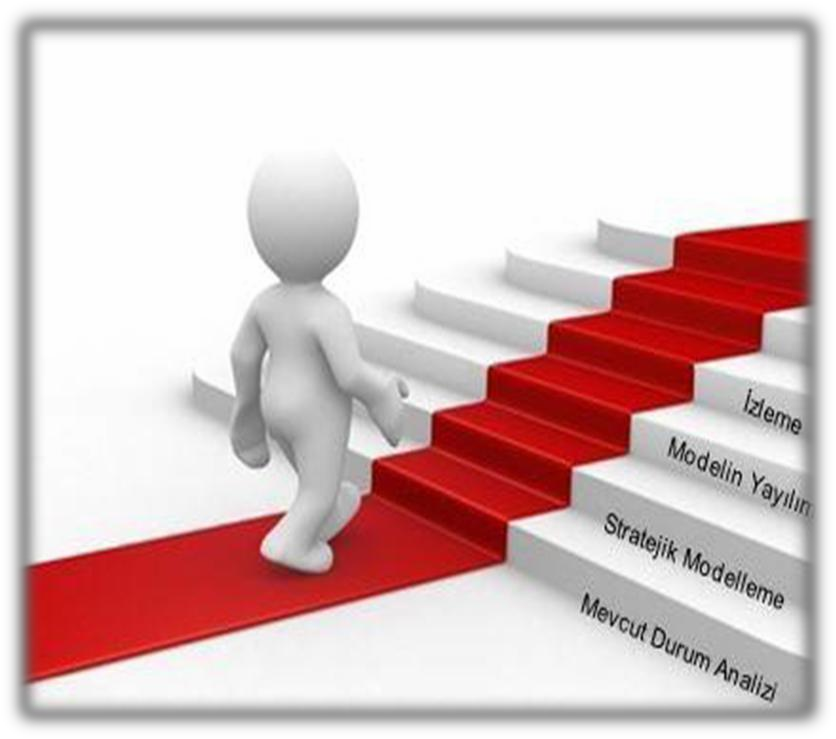 İzleme
Modelin Yayılım
Stratejik Modelleme
Mevcut Durum Analizi